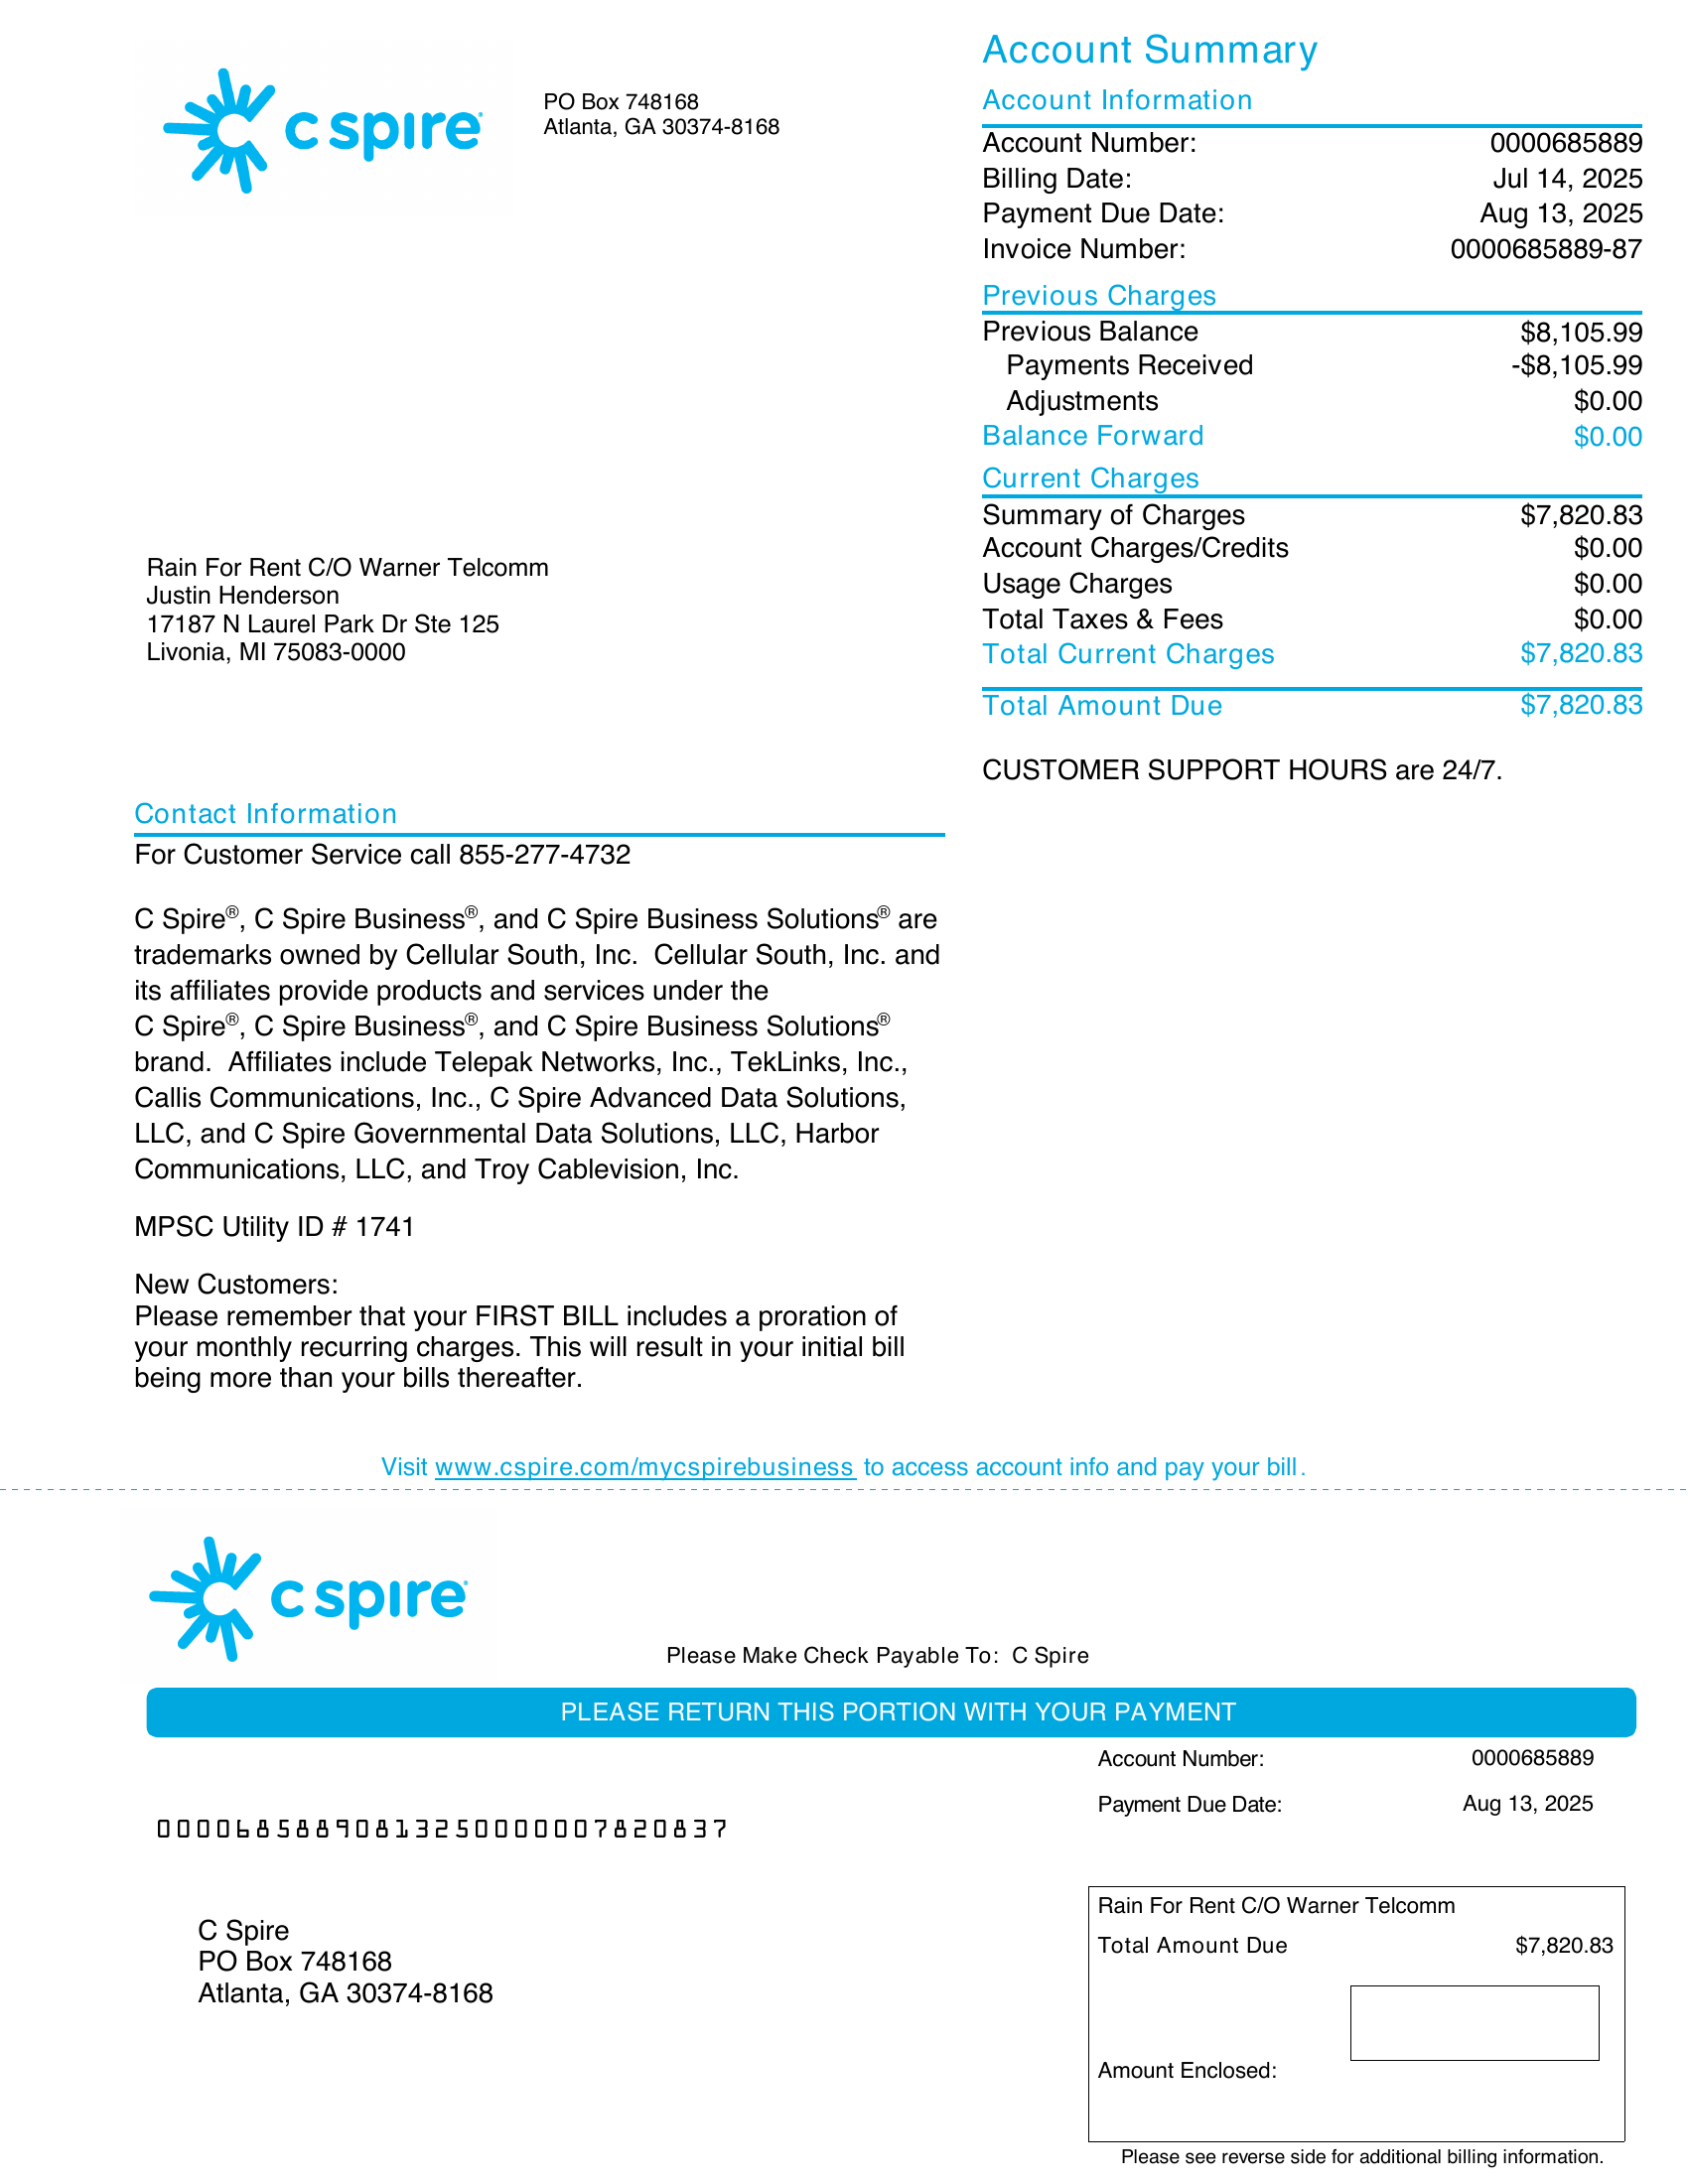 c spire
PO Box 748168
Atlanta, GA 30374-8168
Account Summary
Account Information
Account Number: 0000685889
Billing Date: Jul 14, 2025
Payment Due Date: Aug 13, 2025
Invoice Number: 0000685889-87
Previous Charges
Previous Balance $8,105.99
Payments Received -$8,105.99
Adjustments $0.00
Balance Forward $0.00
Current Charges
Summary of Charges $7,820.83
Account Charges/Credits $0.00
Usage Charges $0.00
Total Taxes & Fees $0.00
Total Current Charges $7,820.83
Total Amount Due $7,820.83
CUSTOMER SUPPORT HOURS are 24/7.
Rain For Rent C/O Warner Telcomm
Justin Henderson
17187 N Laurel Park Dr Ste 125
Livonia, MI 75083-0000
Contact Information
For Customer Service call 855-277-4732
C Spire®, C Spire Business®, and C Spire Business Solutions® are
trademarks owned by Cellular South, Inc.  Cellular South, Inc. and
its affiliates provide products and services under the
C Spire®, C Spire Business®, and C Spire Business Solutions®
brand.  Affiliates include Telepak Networks, Inc., TekLinks, Inc.,
Callis Communications, Inc., C Spire Advanced Data Solutions,
LLC, and C Spire Governmental Data Solutions, LLC, Harbor
Communications, LLC, and Troy Cablevision, Inc.
MPSC Utility ID # 1741
New Customers:
Please remember that your FIRST BILL includes a proration of
your monthly recurring charges. This will result in your initial bill
being more than your bills thereafter.
Visit www.cspire.com/mycspirebusiness to access account info and pay your bill.
c spire
Please Make Check Payable To:  C Spire
PLEASE RETURN THIS PORTION WITH YOUR PAYMENT
Account Number: 0000685889
Payment Due Date: Aug 13, 2025
00006858890813250000007820837
C Spire
PO Box 748168
Atlanta, GA 30374-8168
Rain For Rent C/O Warner Telcomm
Total Amount Due $7,820.83
Amount Enclosed:
Please see reverse side for additional billing information.